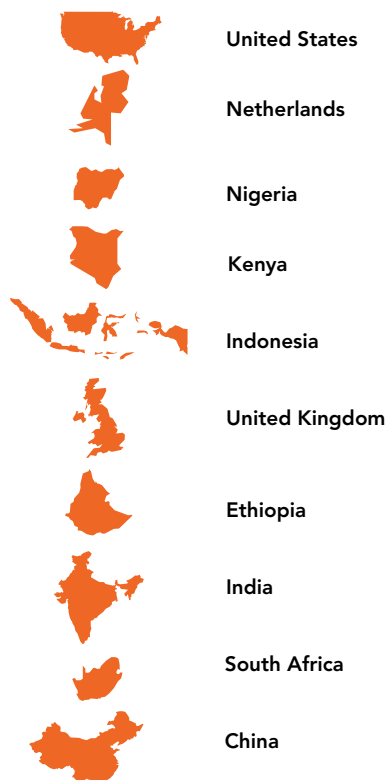 United States
Netherlands
Nigeria
Kenya
Indonesia
United Kingdom
Ethiopia
India
South Africa
China